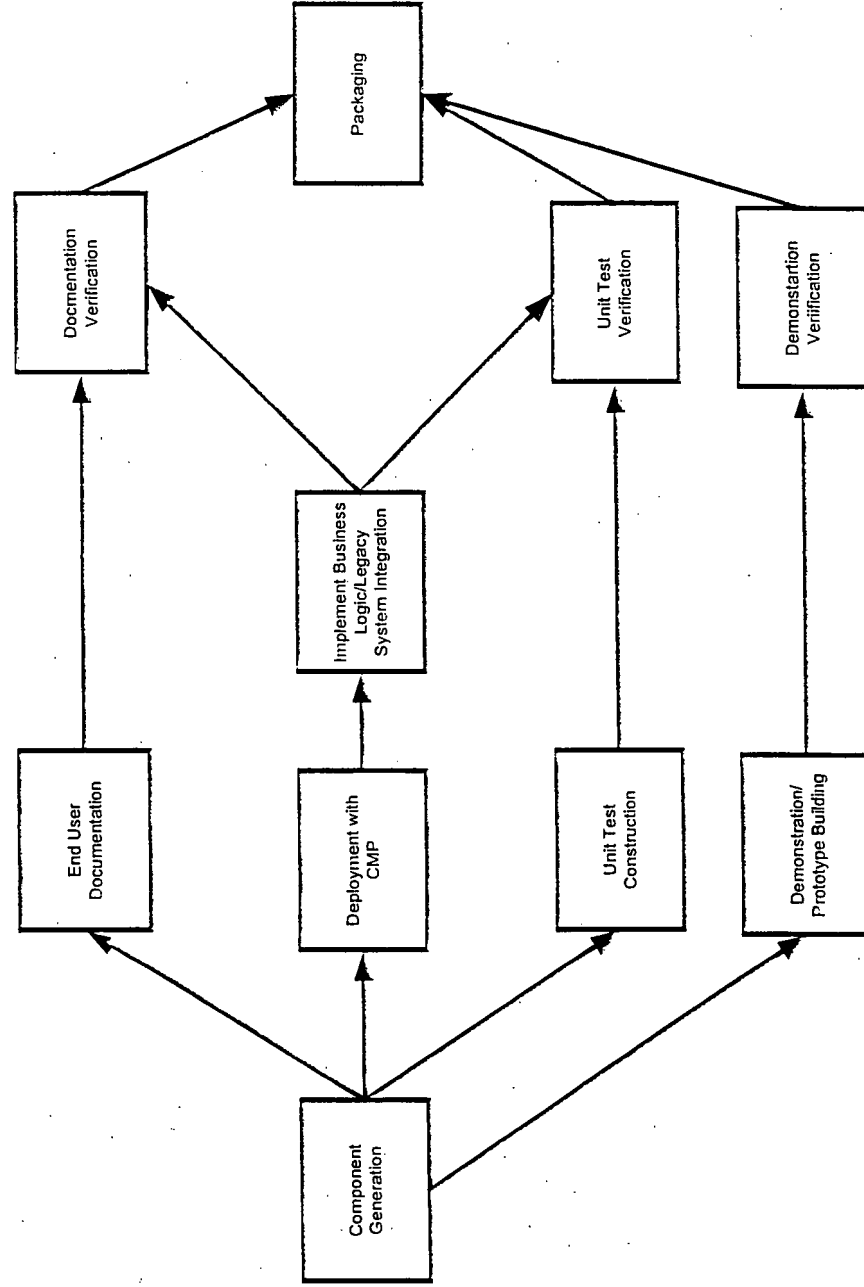 Component
Generation
End User
Documentation
Deployment with
CMP
Unit Test
Construction
Demonstration/
Prototype Building
Implement Business
Logic/Legacy
System Integration
Docmentation
Verification
Unit Test
Verification
Demonstartion
Veriification
Packaging